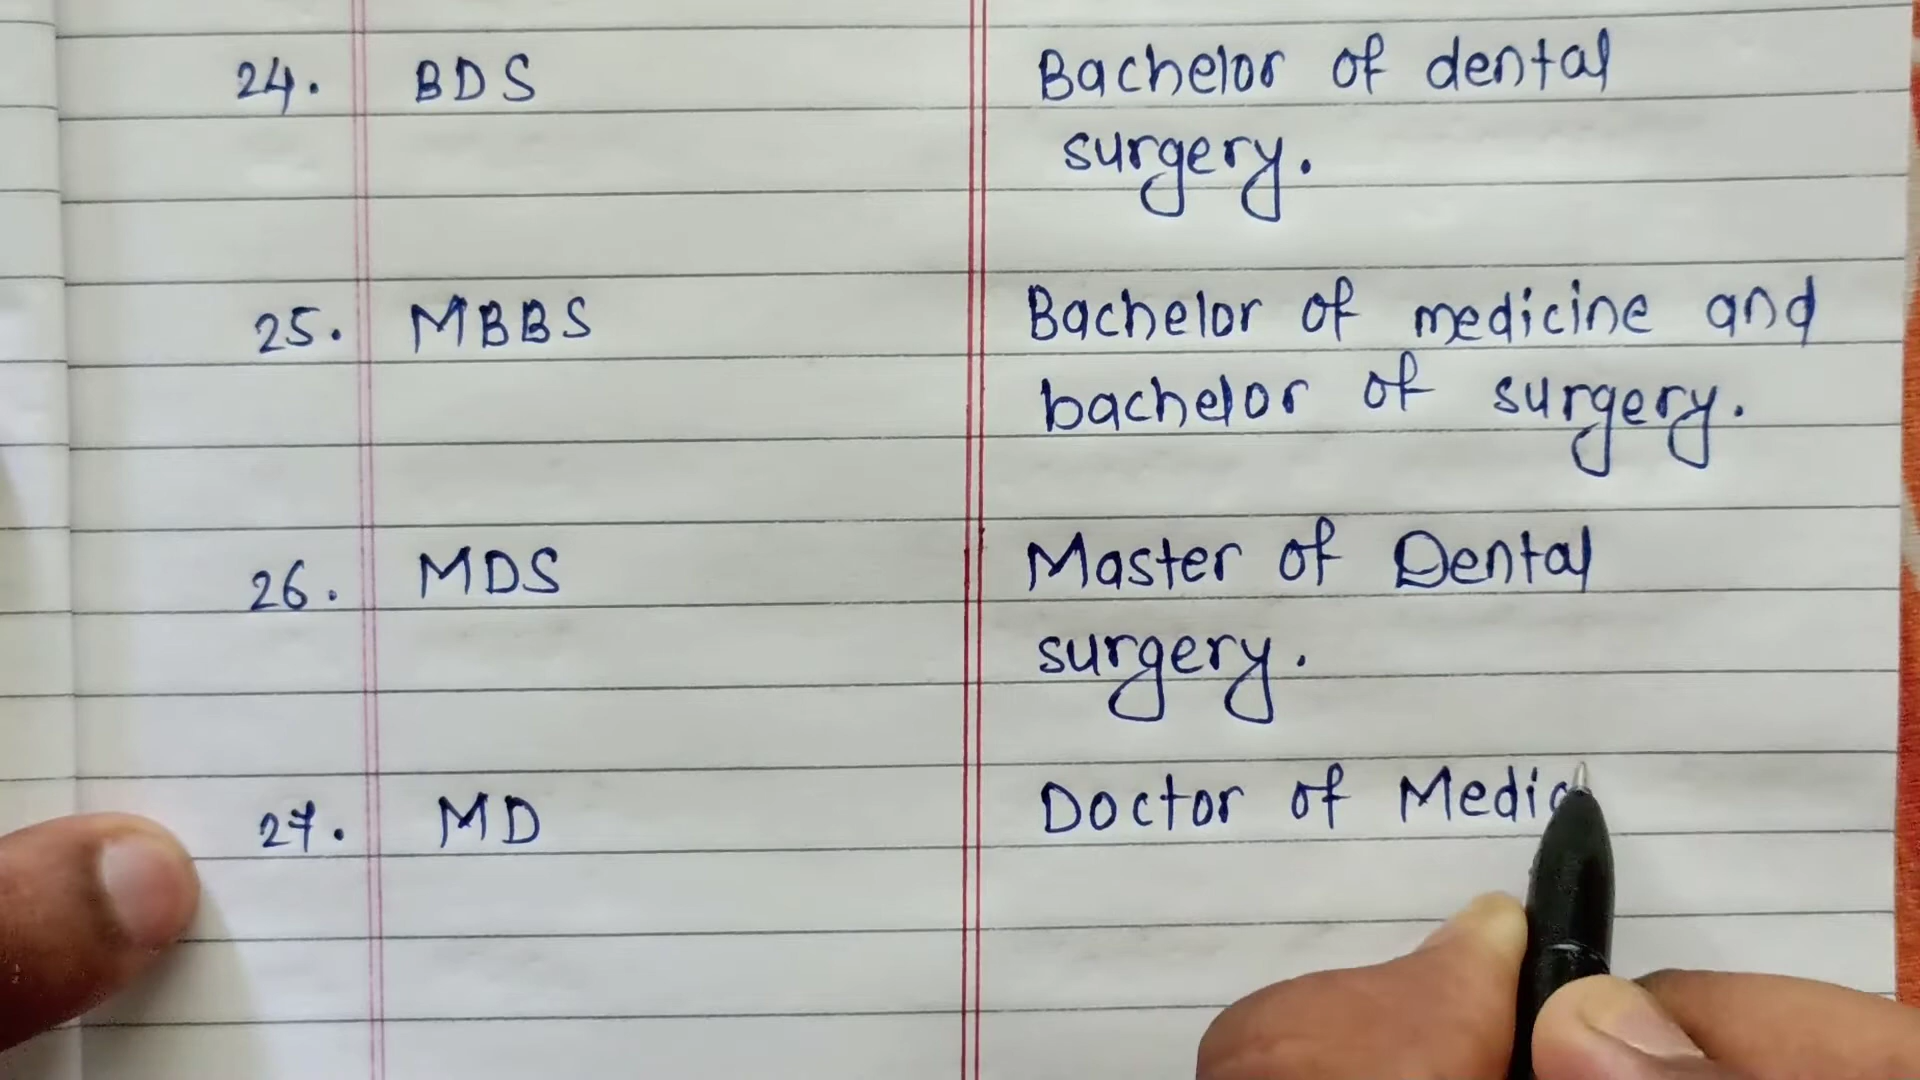 24. BDS Bachelor of dental
surgery.
25. MBBS Bachelor of medicine and
bachelor of surgery.
26. MDS Master of Dental
surgery.
27. MD Doctor of